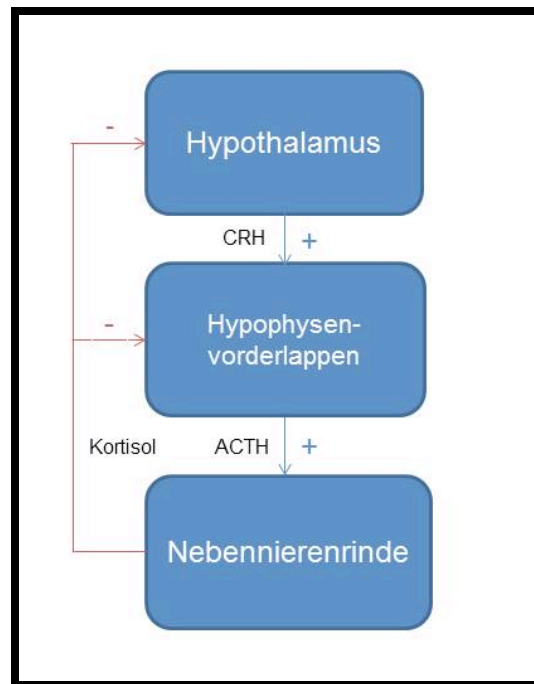 -
Hypothalamus
CRH +
-
Hypophysen-
vorderlappen
Kortisol ACTH +
Nebennierenrinde